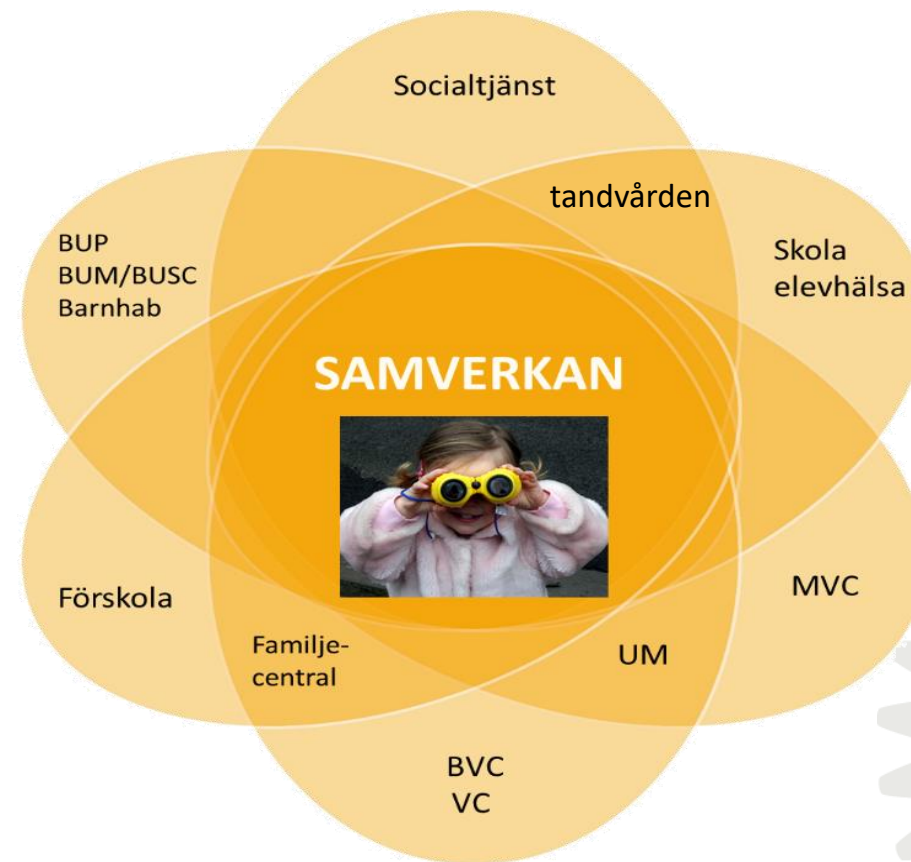 Socialtjänst
tandvården
BUP
BUM/BUSC
Barnhab
Skola
elevhälsa
SAMVERKAN
Förskola
MVC
Familje-
central
UM
BVC
VC